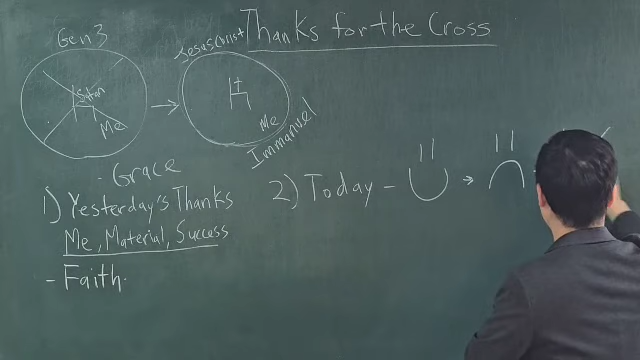 Thanks for the Cross
Gen 3
Satan
Me
Jesus Christ
Me
Immanuel
- Grace
1) Yesterday's Thanks
Me, Material, Success
- Faith.
2) Today -